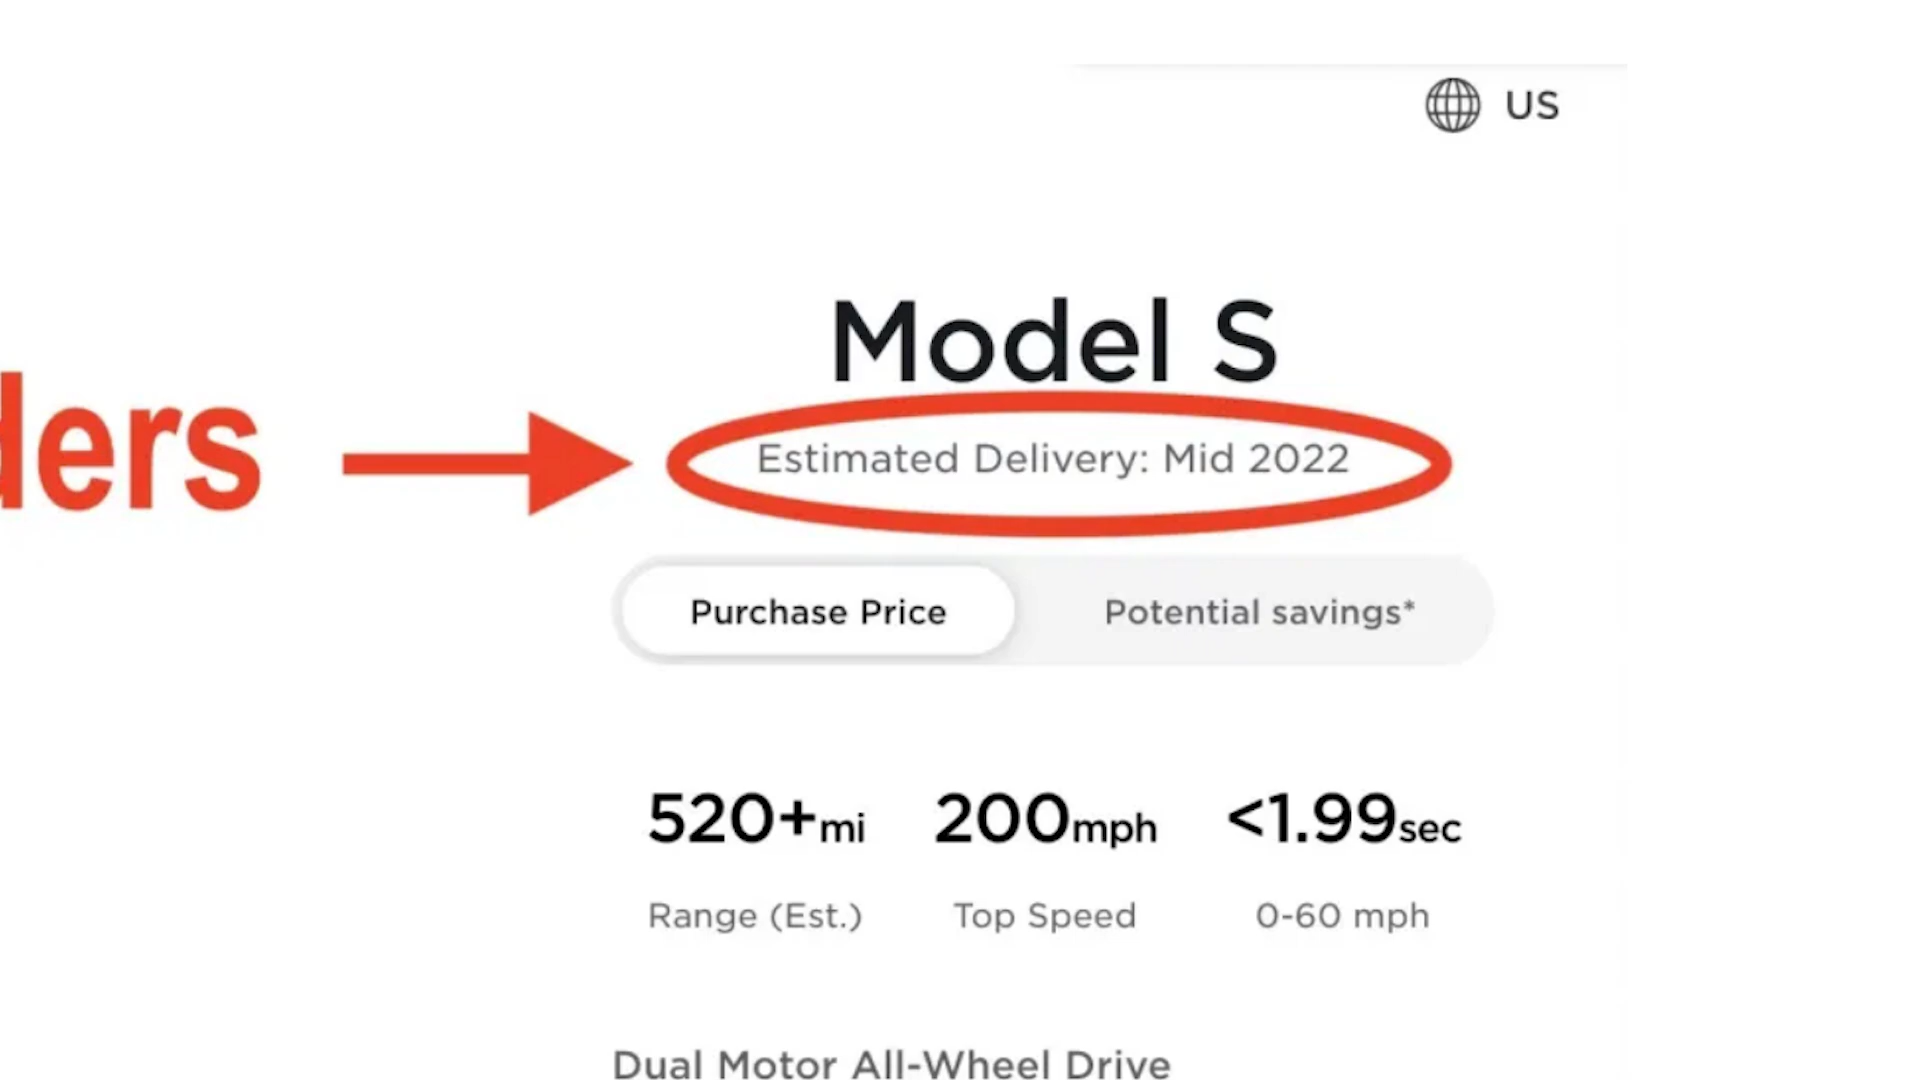 US
Model S
ders
Estimated Delivery: Mid 2022
Purchase Price Potential savings*
520+mi 200mph <1.99sec
Range (Est.) Top Speed 0-60 mph
Dual Motor All-Wheel Drive